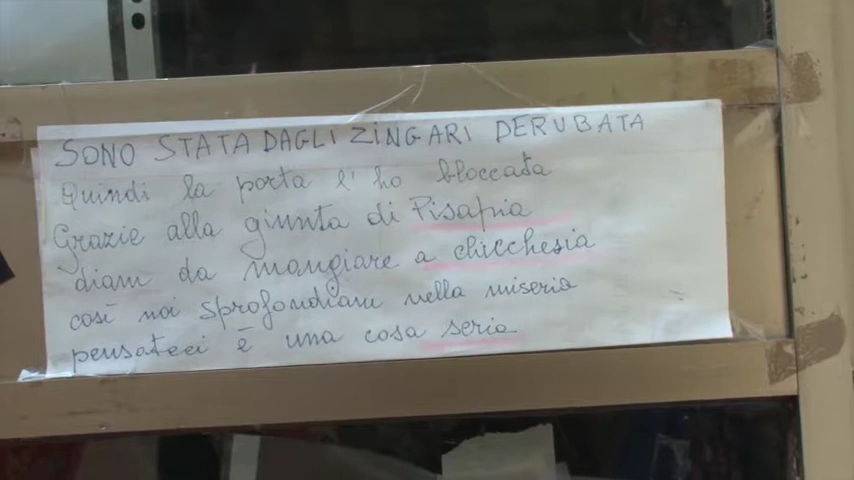 SONO STATA DAGLI ZINGARI DERUBATA
Quindi la porta l'ho bloccata
Grazie alla giunta di Pisapia
diam da mangiare a chicchesia
così noi sprofondiam nella miseria
pensateci è una cosa seria